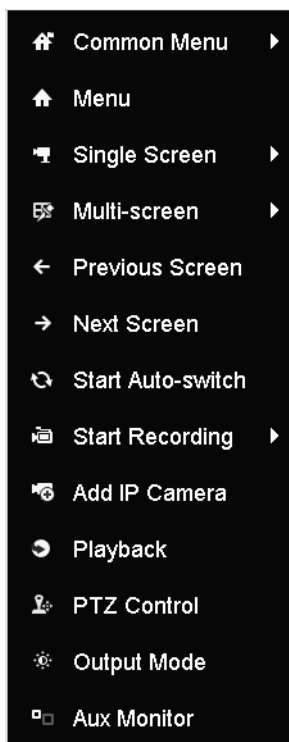 Common Menu
Menu
Single Screen
Multi-screen
Previous Screen
Next Screen
Start Auto-switch
Start Recording
Add IP Camera
Playback
PTZ Control
Output Mode
Aux Monitor